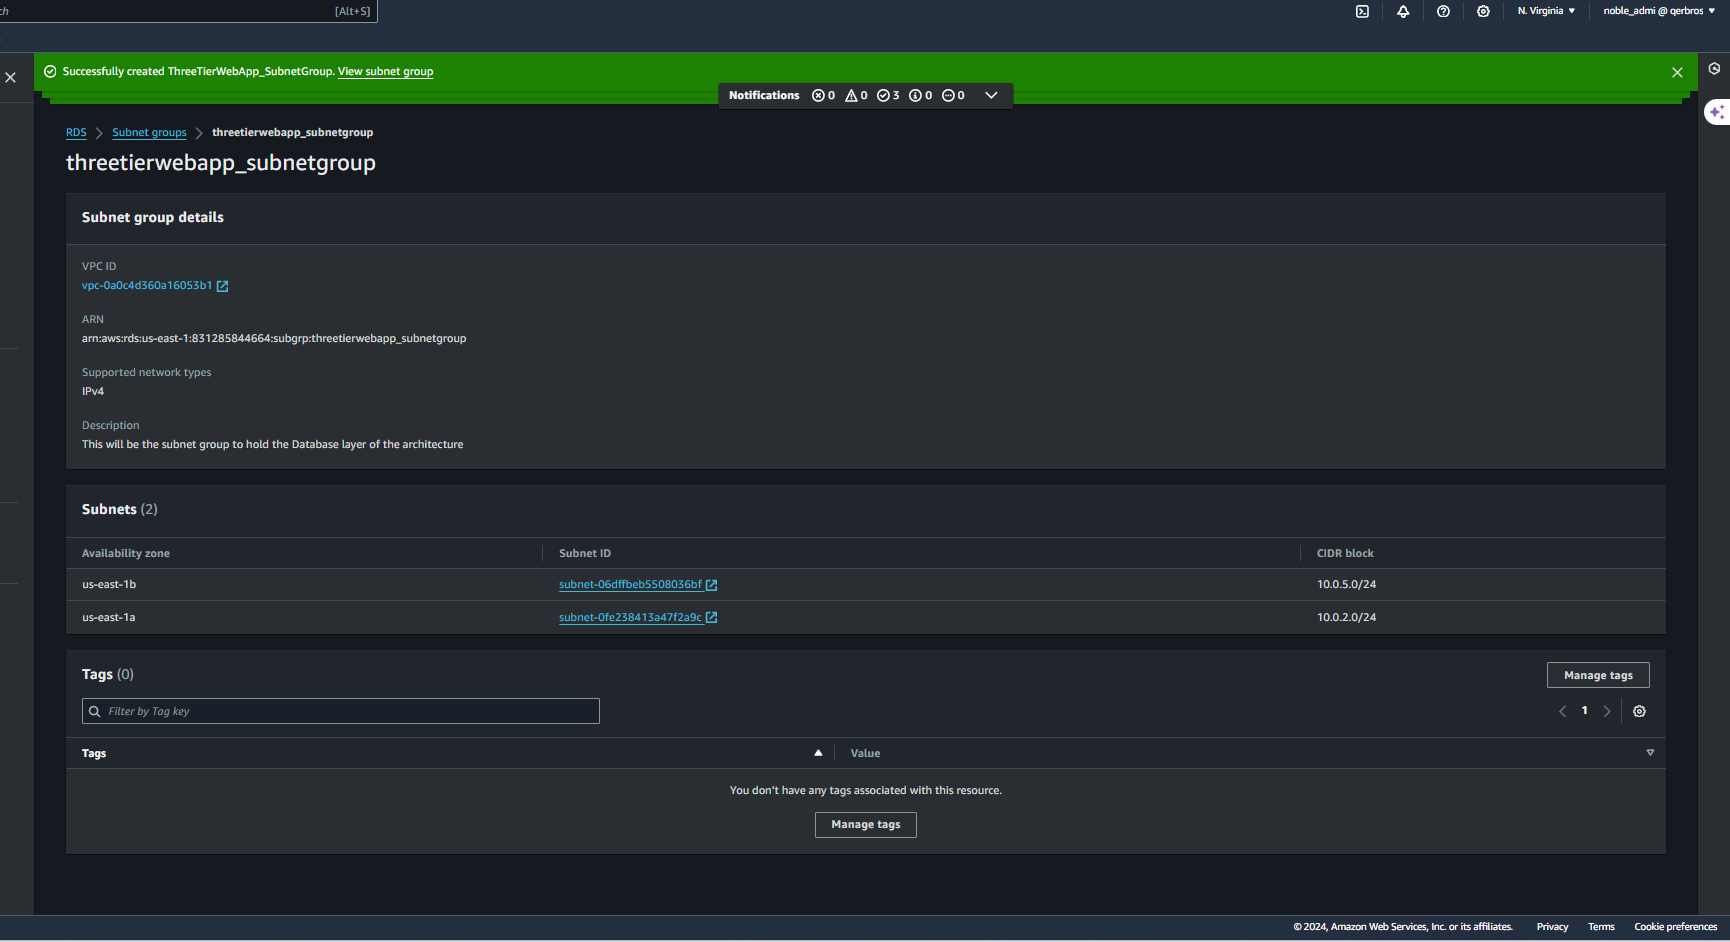 ch [Alt+S] N. Virginia noble_admi @ qerbros
Successfully created ThreeTierWebApp_SubnetGroup. View subnet group
Notifications 0 0 3 0 0
RDS Subnet groups threetierwebapp_subnetgroup
threetierwebapp_subnetgroup
Subnet group details
VPC ID
vpc-0a0c4d360a16053b1
ARN
arn:aws:rds:us-east-1:831285844664:subgrp:threetierwebapp_subnetgroup
Supported network types
IPv4
Description
This will be the subnet group to hold the Database layer of the architecture
Subnets (2)
Availability zone Subnet ID CIDR block
us-east-1b subnet-06dffbeb5508036bf 10.0.5.0/24
us-east-1a subnet-0fe238413a47f2a9c 10.0.2.0/24
Tags (0) Manage tags
Filter by Tag key 1
Tags Value
You don't have any tags associated with this resource.
Manage tags
© 2024, Amazon Web Services, Inc. or its affiliates. Privacy Terms Cookie preferences